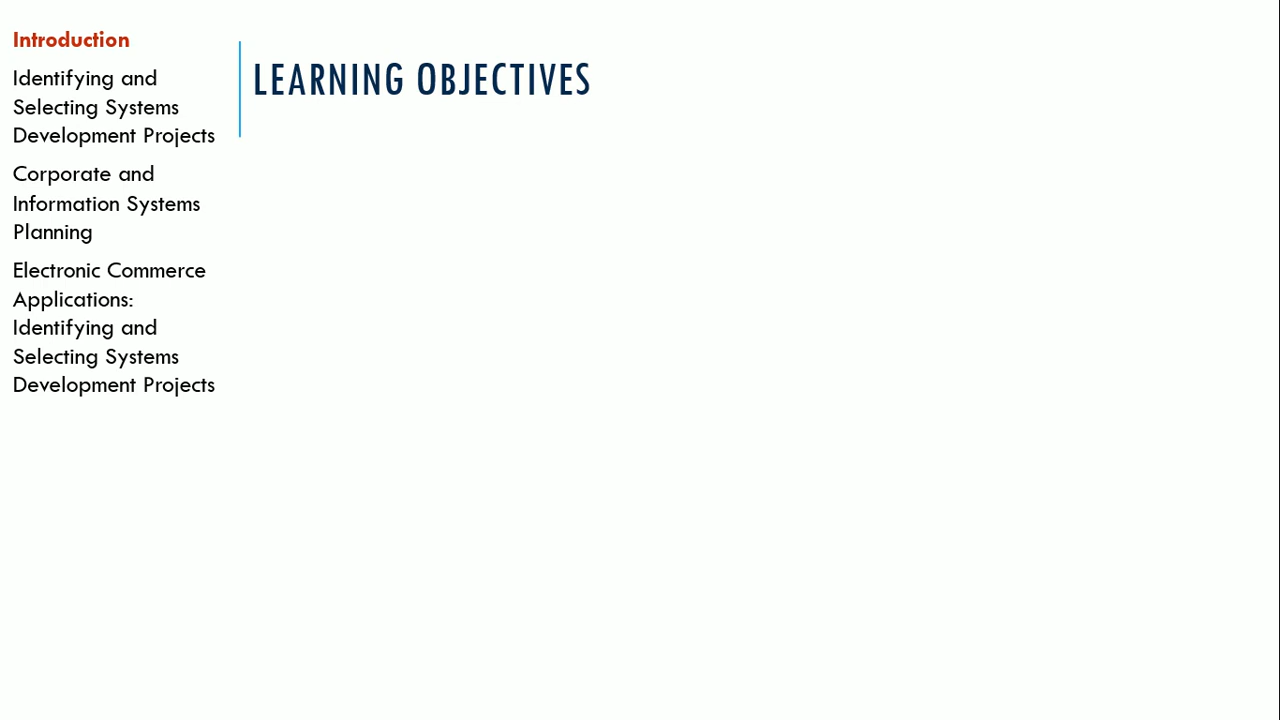 Introduction
Identifying and
Selecting Systems
Development Projects
Corporate and
Information Systems
Planning
Electronic Commerce
Applications:
Identifying and
Selecting Systems
Development Projects
LEARNING OBJECTIVES